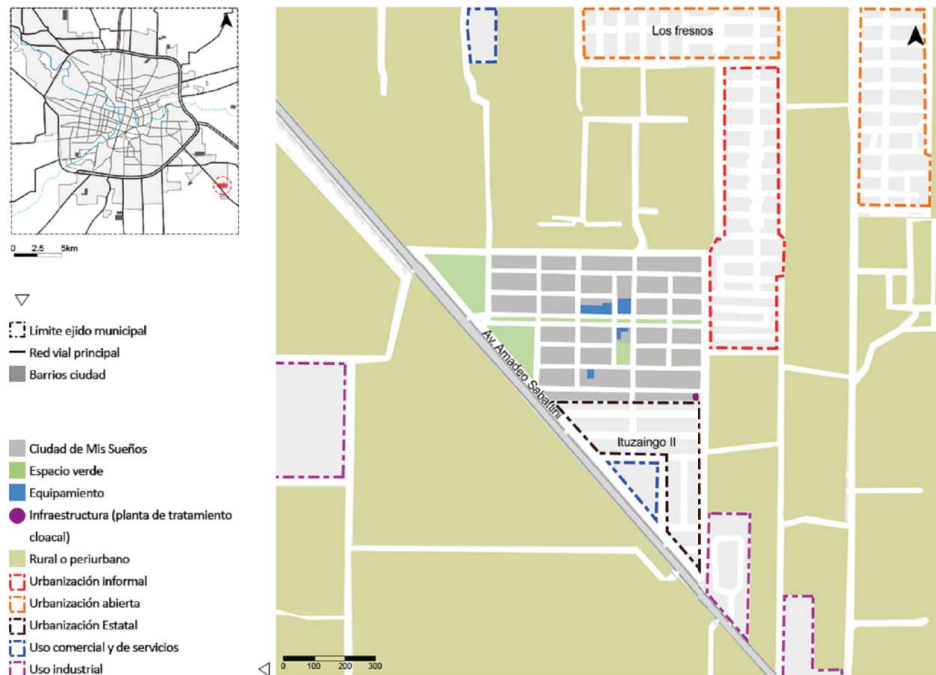 0 2.5 5km
Límite ejido municipal
Red vial principal
Barrios ciudad
Ciudad de Mis Sueños
Espacio verde
Equipamiento
Infraestructura (planta de tratamiento
cloacal)
Rural o periurbano
Urbanización informal
Urbanización abierta
Urbanización Estatal
Uso comercial y de servicios
Uso industrial
Los fresnos
Av. Amadeo Sabattini
Ituzaingo II
0 100 200 300